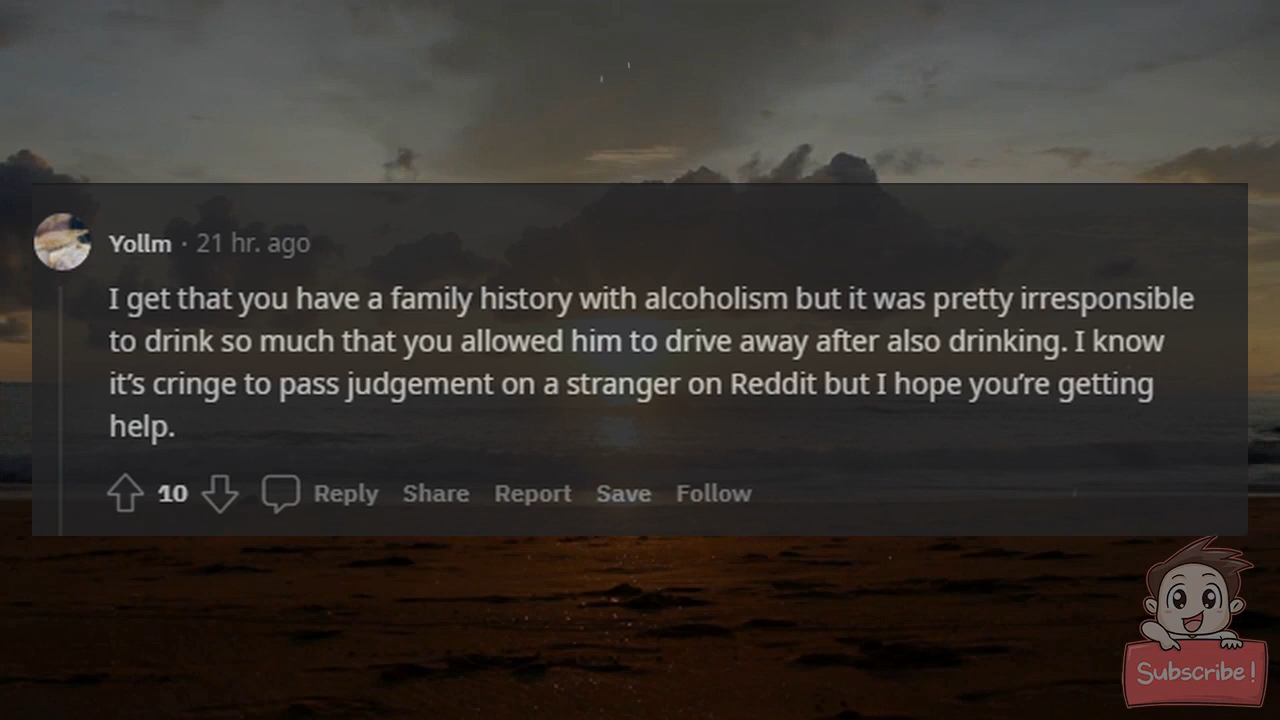 Yollm · 21 hr. ago
I get that you have a family history with alcoholism but it was pretty irresponsible
to drink so much that you allowed him to drive away after also drinking. I know
it’s cringe to pass judgement on a stranger on Reddit but I hope you’re getting
help.
10 Reply Share Report Save Follow
Subscribe!